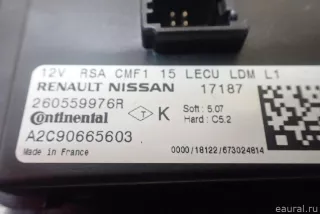 12V RSA CMF1 15 LECU LDM L1
RENAULT NISSAN 17187
260559976R
Soft : 5.07
Continental T K Hard : C5.2
A2C90665603
Made in France 0000/18122/673024814
eaural.ru